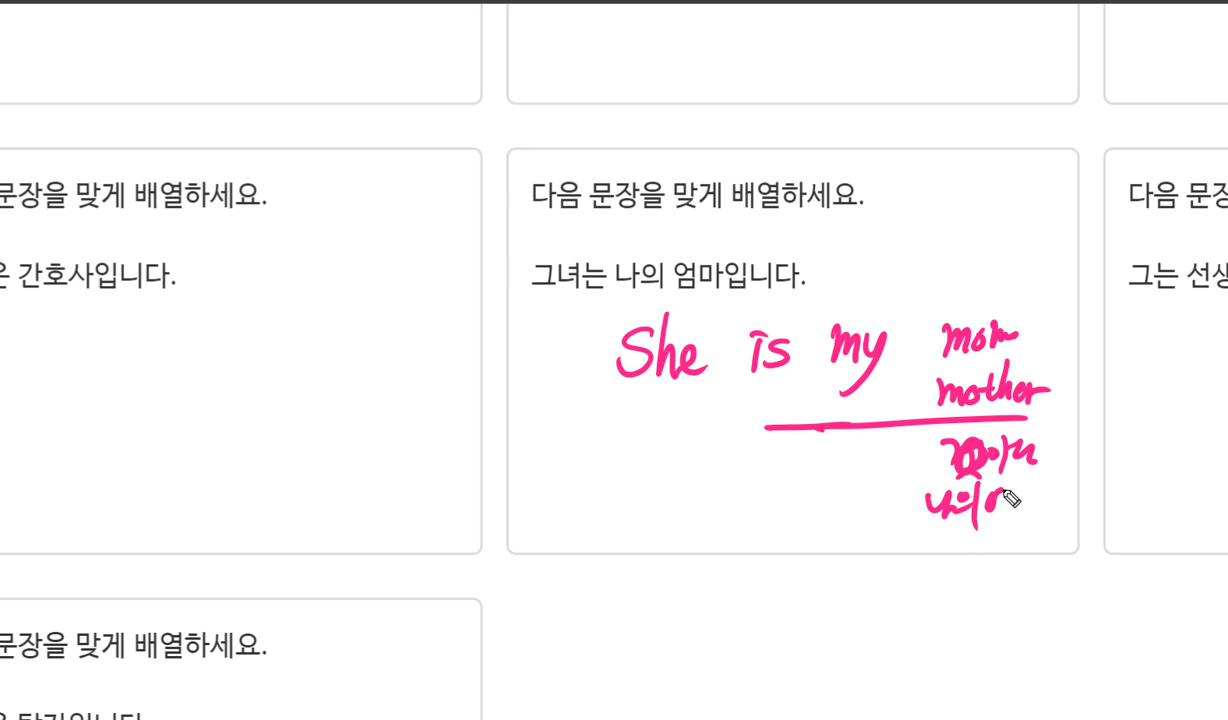 문장을 맞게 배열하세요.
은 간호사입니다.
다음 문장을 맞게 배열하세요.
그녀는 나의 엄마입니다.
She is my mom
mother
나의
다음 문장
그는 선생
문장을 맞게 배열하세요.